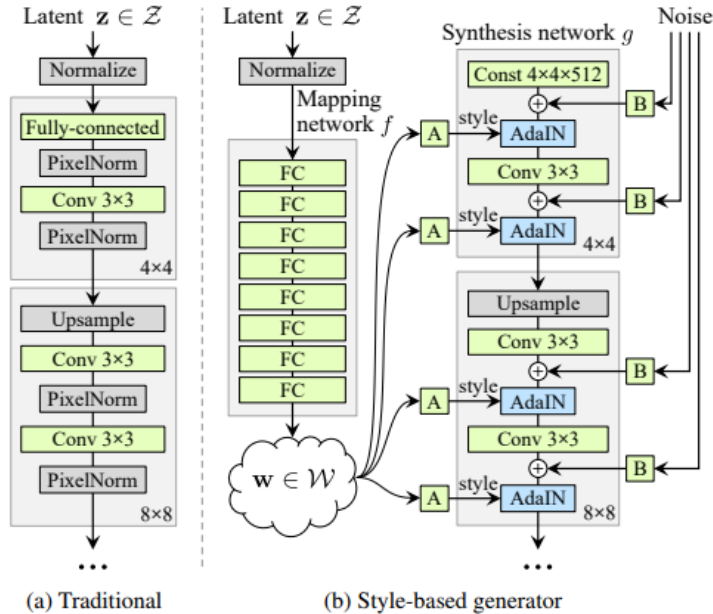 Latent z ∈ Z
Normalize
Fully-connected
PixelNorm
Conv 3×3
PixelNorm
4×4
Upsample
Conv 3×3
PixelNorm
Conv 3×3
PixelNorm
8×8
...
(a) Traditional
Latent z ∈ Z
Normalize
Mapping
network f
FC
FC
FC
FC
FC
FC
FC
FC
w ∈ W
Synthesis network g
Noise
Const 4×4×512
B
A
style
AdaIN
Conv 3×3
B
A
style
AdaIN
4×4
Upsample
Conv 3×3
B
A
style
AdaIN
Conv 3×3
B
A
style
AdaIN
8×8
...
(b) Style-based generator